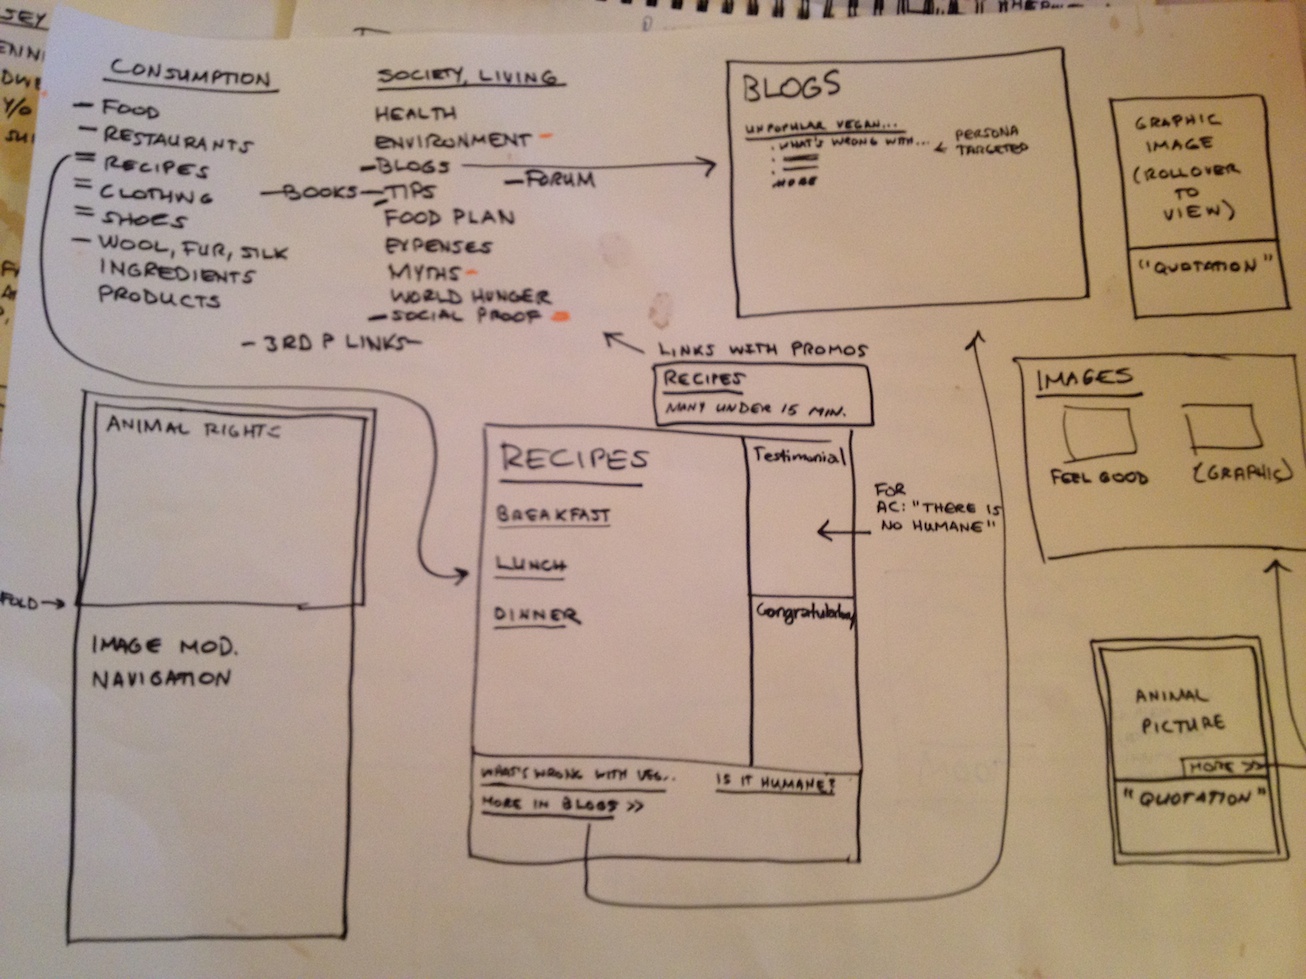 CONSUMPTION
- FOOD
- RESTAURANTS
= RECIPES
= CLOTHING
= SHOES
- WOOL, FUR, SILK
INGREDIENTS
PRODUCTS
SOCIETY, LIVING
HEALTH
ENVIRONMENT -
- BLOGS
- FORUM
- BOOKS - TIPS
FOOD PLAN
EXPENSES
MYTHS -
WORLD HUNGER
- SOCIAL PROOF
- 3RD P LINKS -
BLOGS
UNPOPULAR VEGAN...
. WHAT'S WRONG WITH...
MORE
PERSONA
TARGETED
GRAPHIC
IMAGE
(ROLLOVER
TO
VIEW)
"QUOTATION"
LINKS WITH PROMOS
RECIPES
MANY UNDER 15 MIN.
IMAGES
FEEL GOOD
(GRAPHIC)
ANIMAL RIGHTS
FOLD →
IMAGE MOD.
NAVIGATION
RECIPES
BREAKFAST
LUNCH
DINNER
Testimonial
Congratulatory
FOR
AC: "THERE IS
NO HUMANE"
WHAT'S WRONG WITH VEG..
IS IT HUMANE?
MORE IN BLOGS >>
ANIMAL
PICTURE
MORE >>
"QUOTATION"